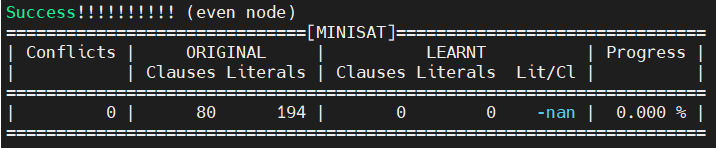 Success!!!!!!!!!! (even node)
==============================[MINISAT]===============================
| Conflicts |     ORIGINAL     |          LEARNT          | Progress |
|           | Clauses Literals | Clauses Literals  Lit/Cl |          |
======================================================================
|         0 |      80      194 |       0        0    -nan |  0.000 % |
======================================================================